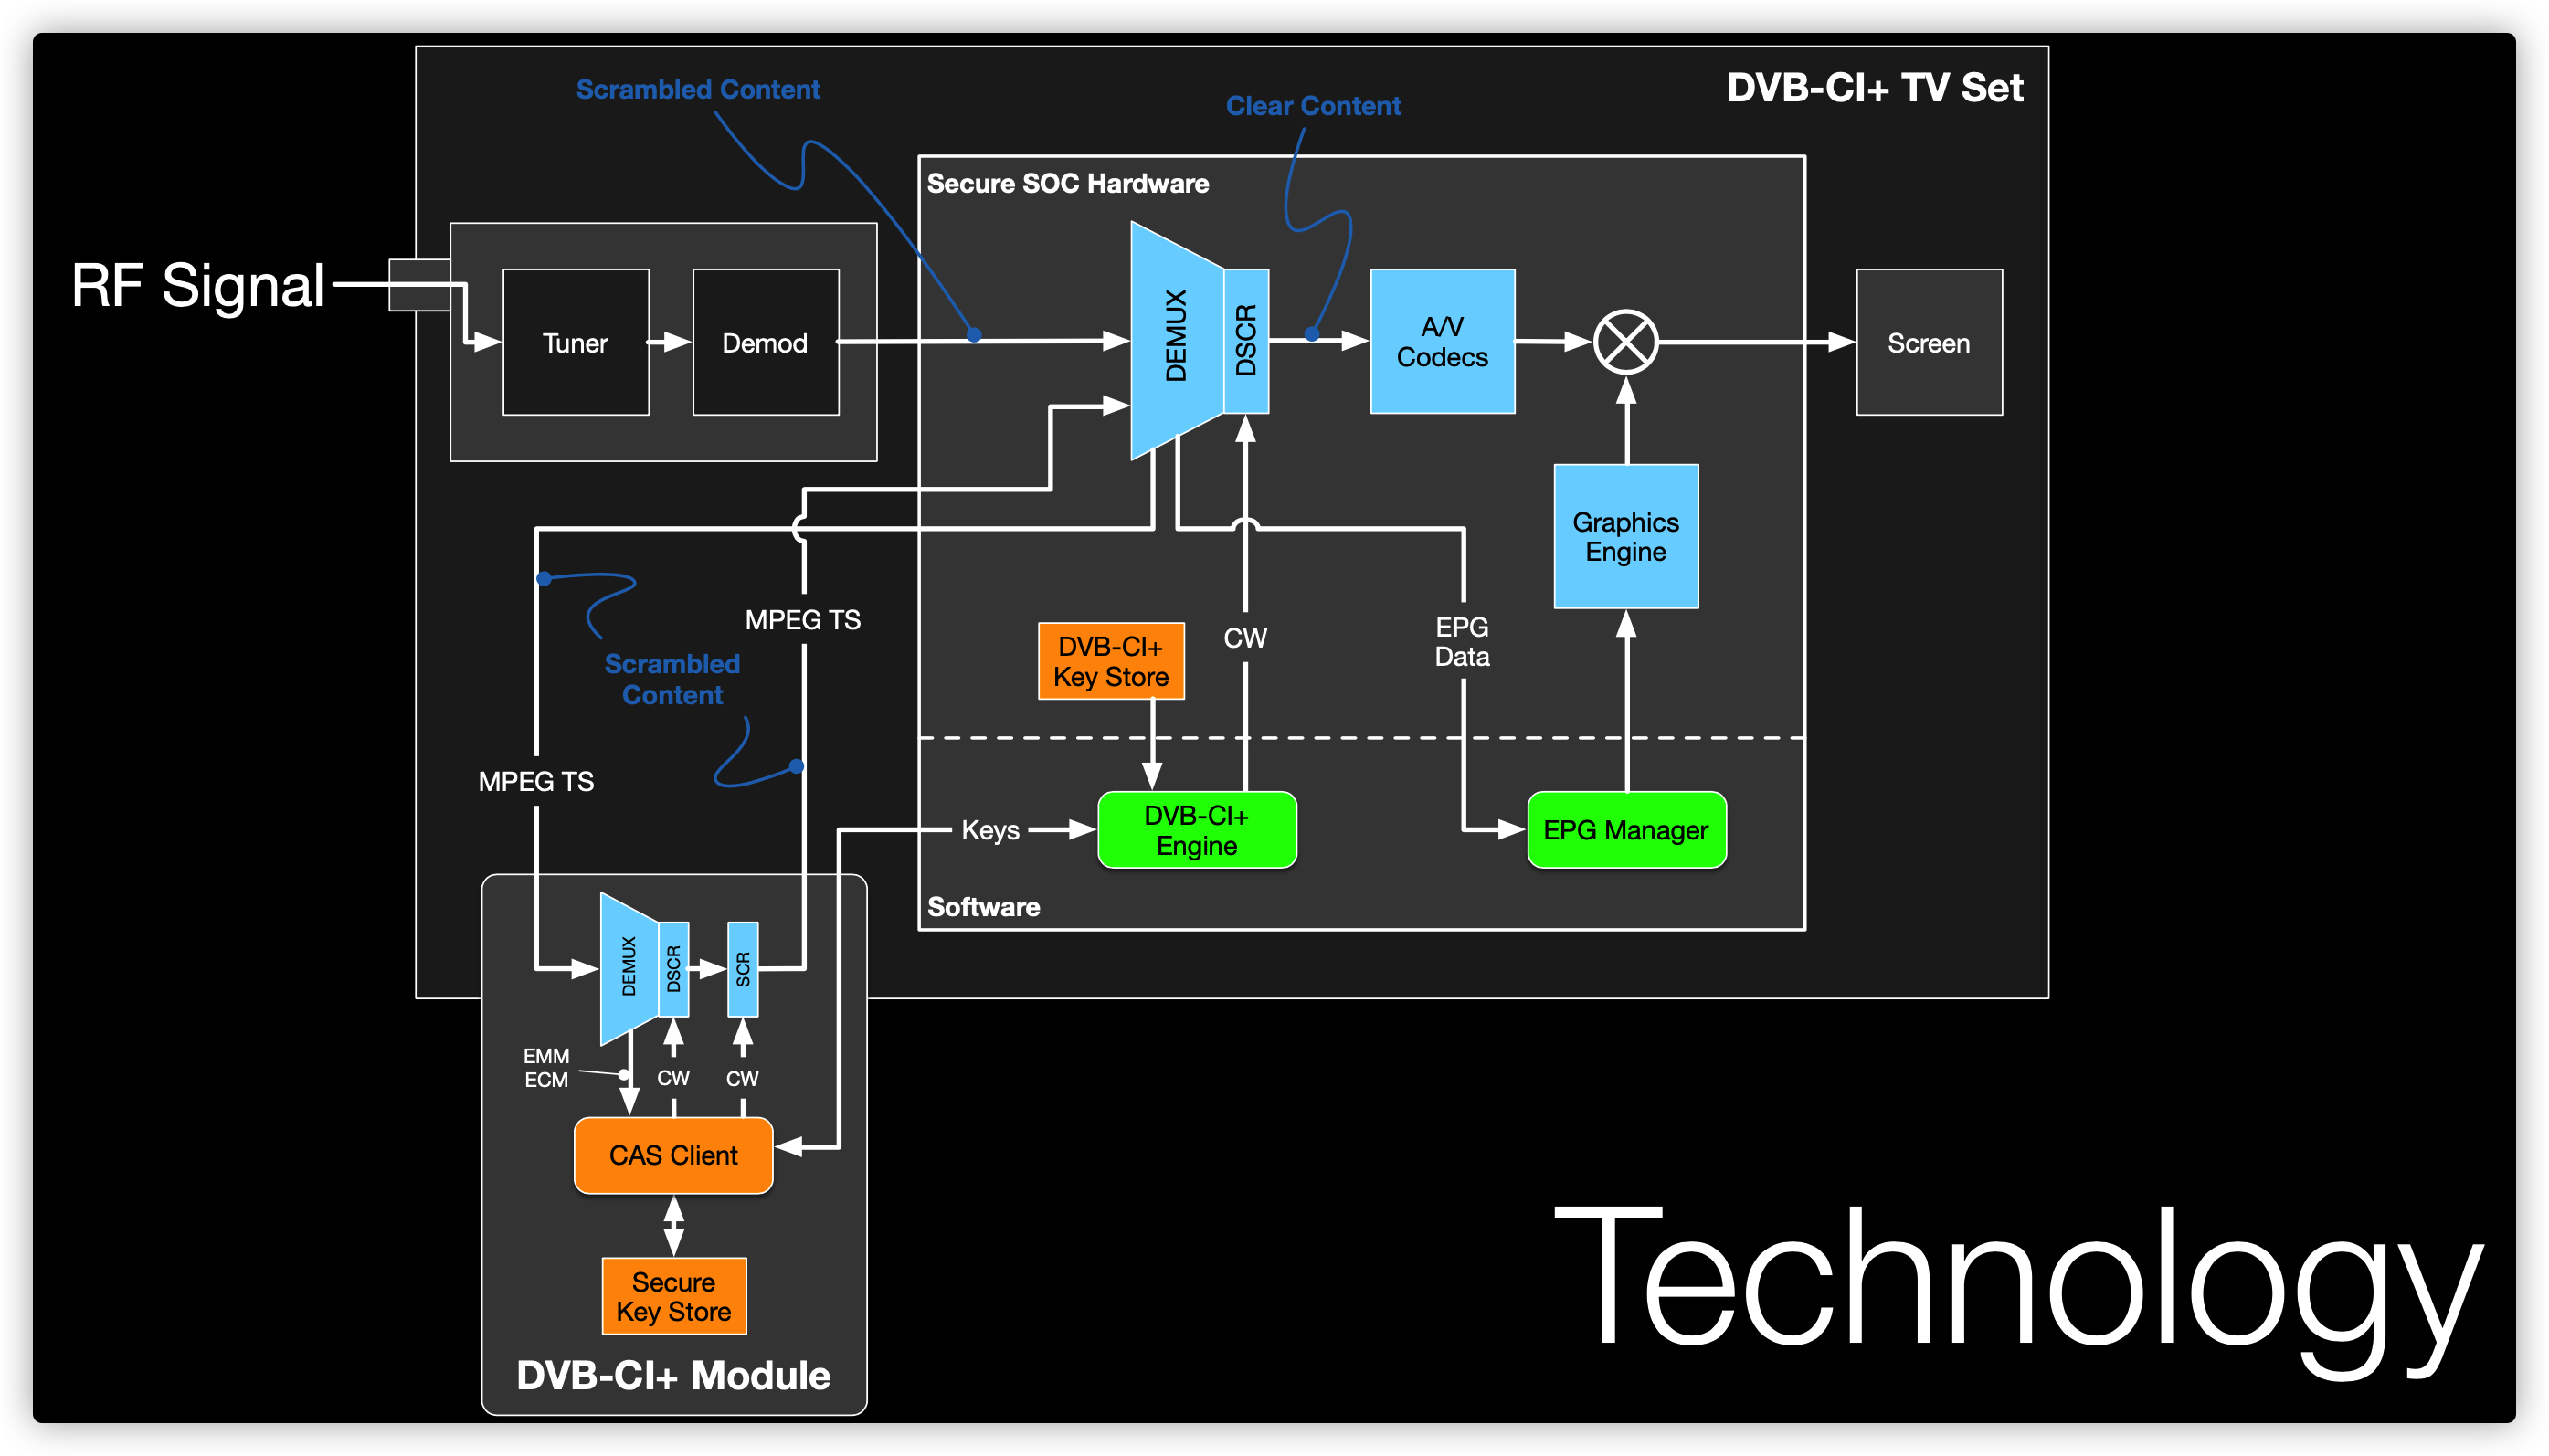 DVB-CI+ TV Set
Scrambled Content
Clear Content
Secure SOC Hardware
RF Signal
Tuner
Demod
DEMUX
DSCR
A/V
Codecs
Screen
Graphics
Engine
MPEG TS
DVB-CI+
Key Store
CW
EPG
Data
Scrambled
Content
MPEG TS
Keys
DVB-CI+
Engine
EPG Manager
Software
DEMUX
DSCR
SCR
EMM
ECM
CW
CW
CAS Client
Secure
Key Store
DVB-CI+ Module
Technology